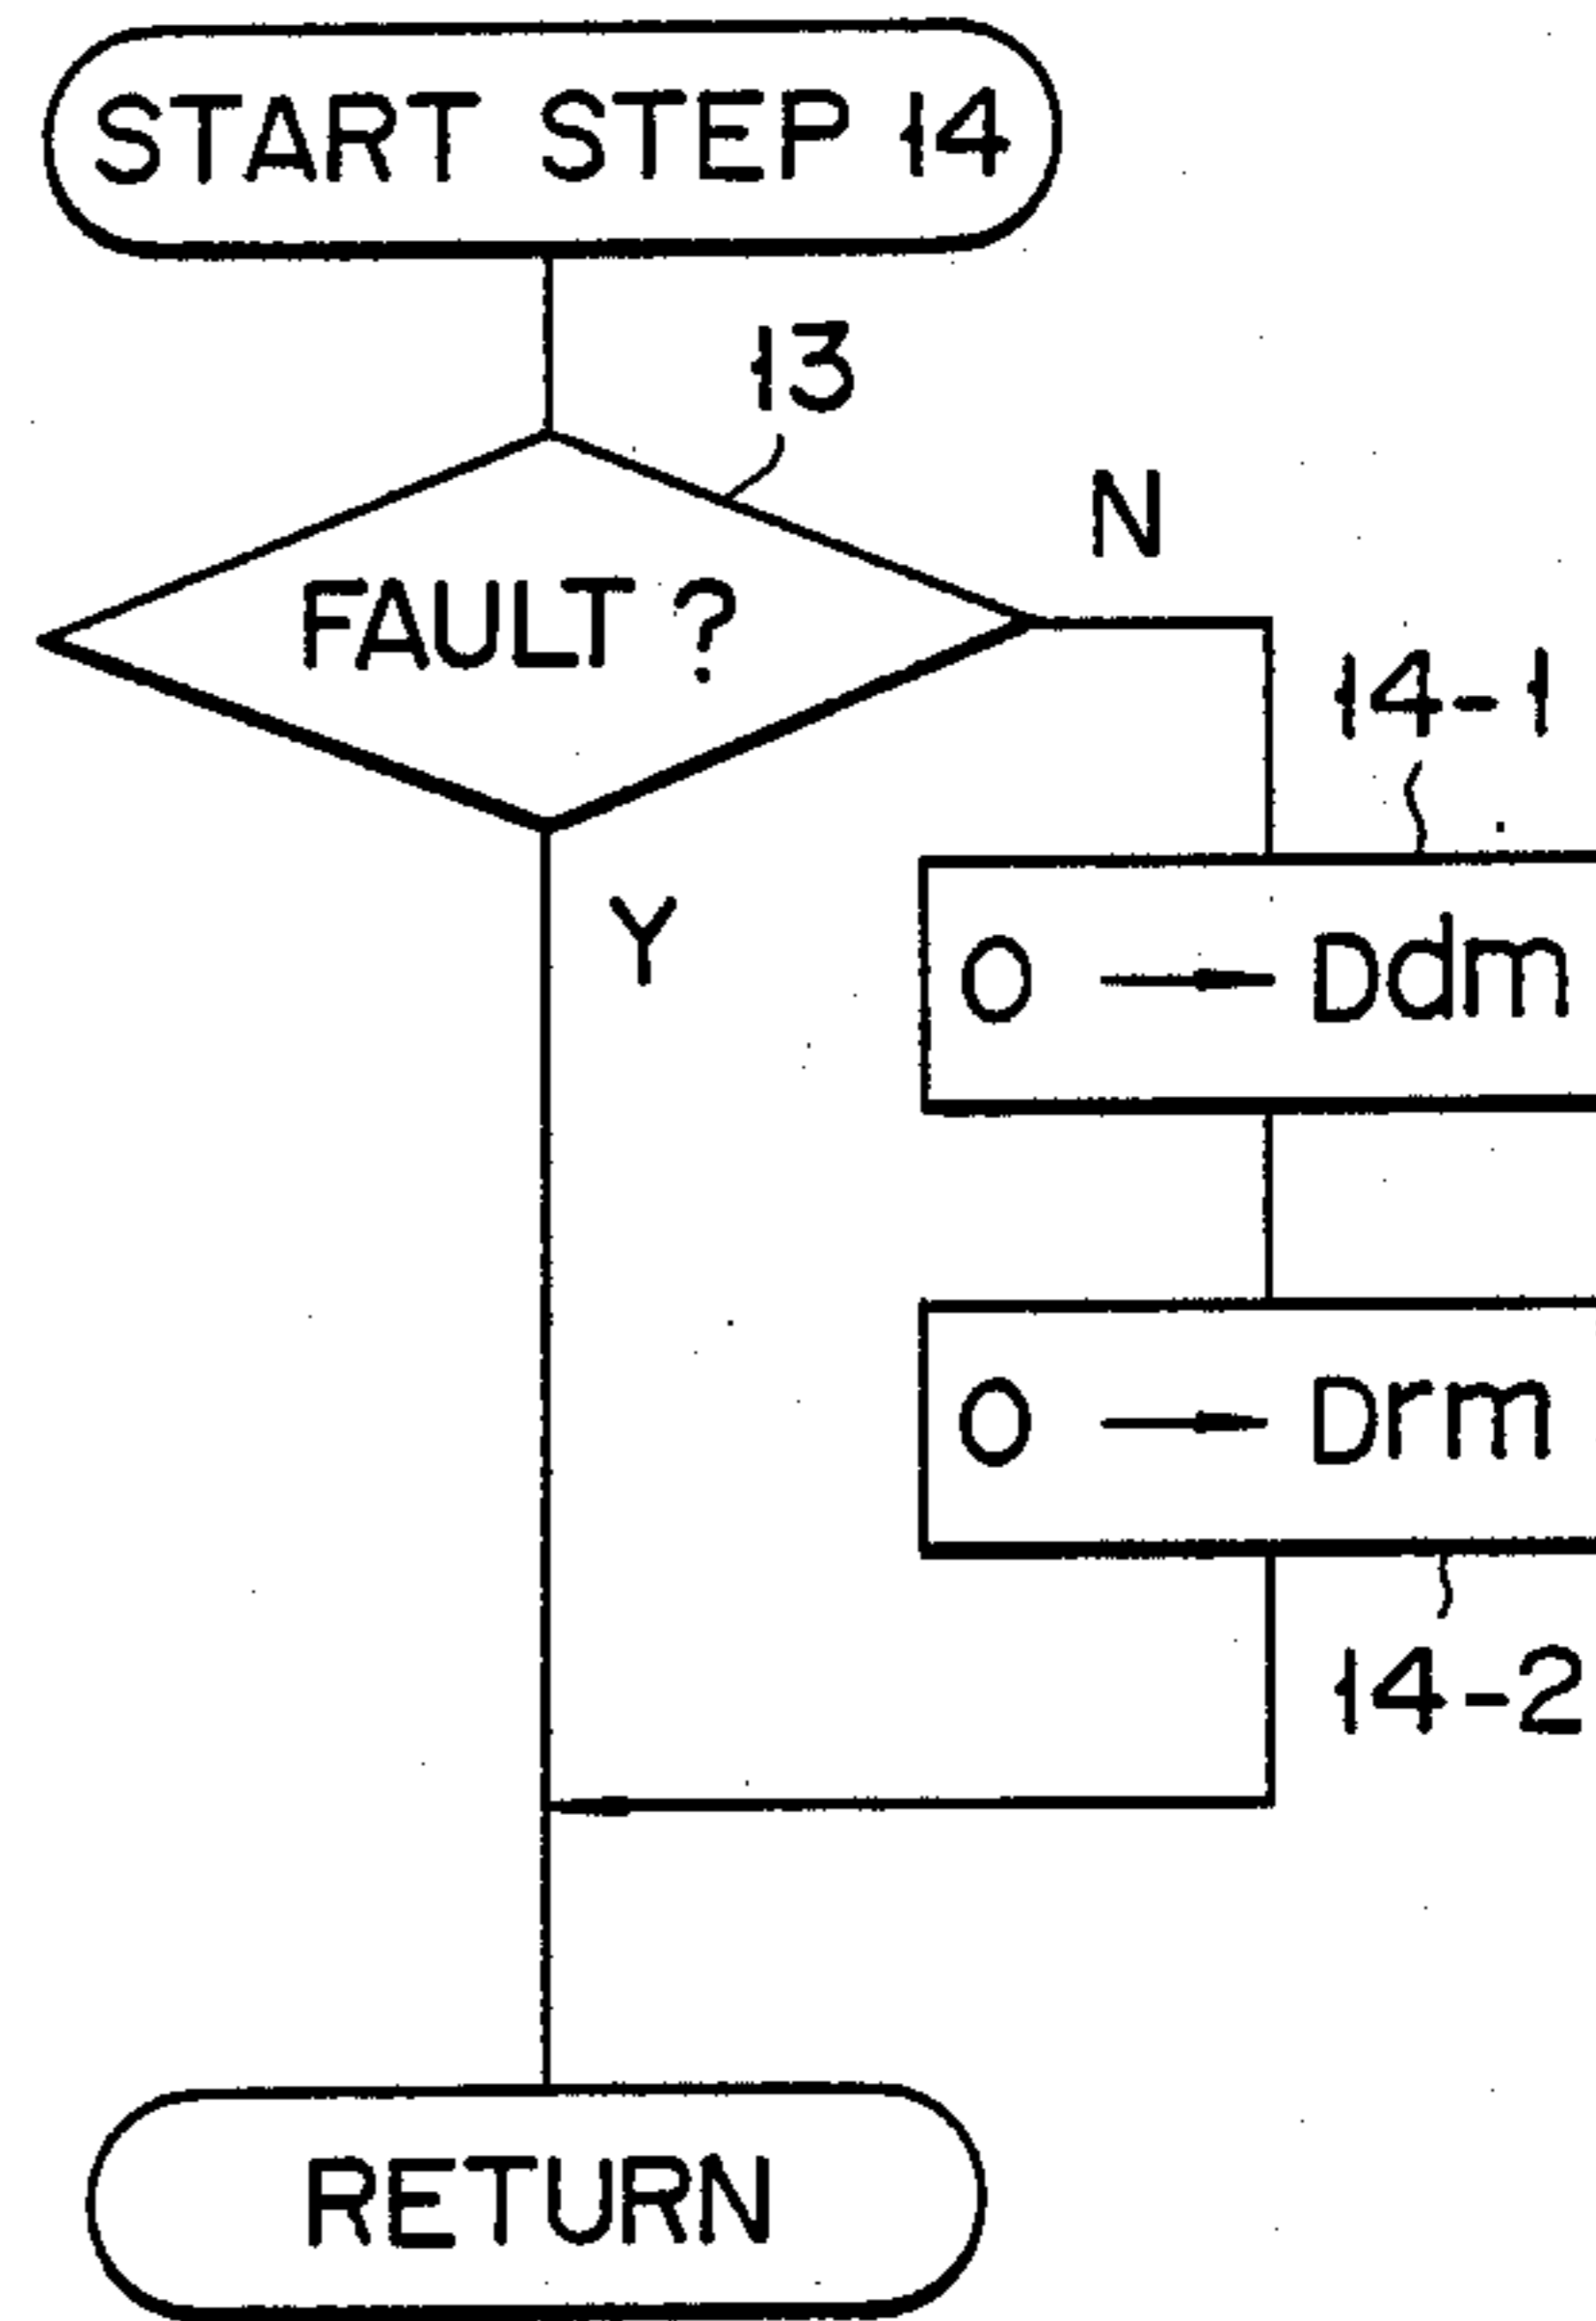 START STEP 14
13
N
FAULT ?
14-1
Y
0 → Ddm
0 → Drm
14-2
RETURN